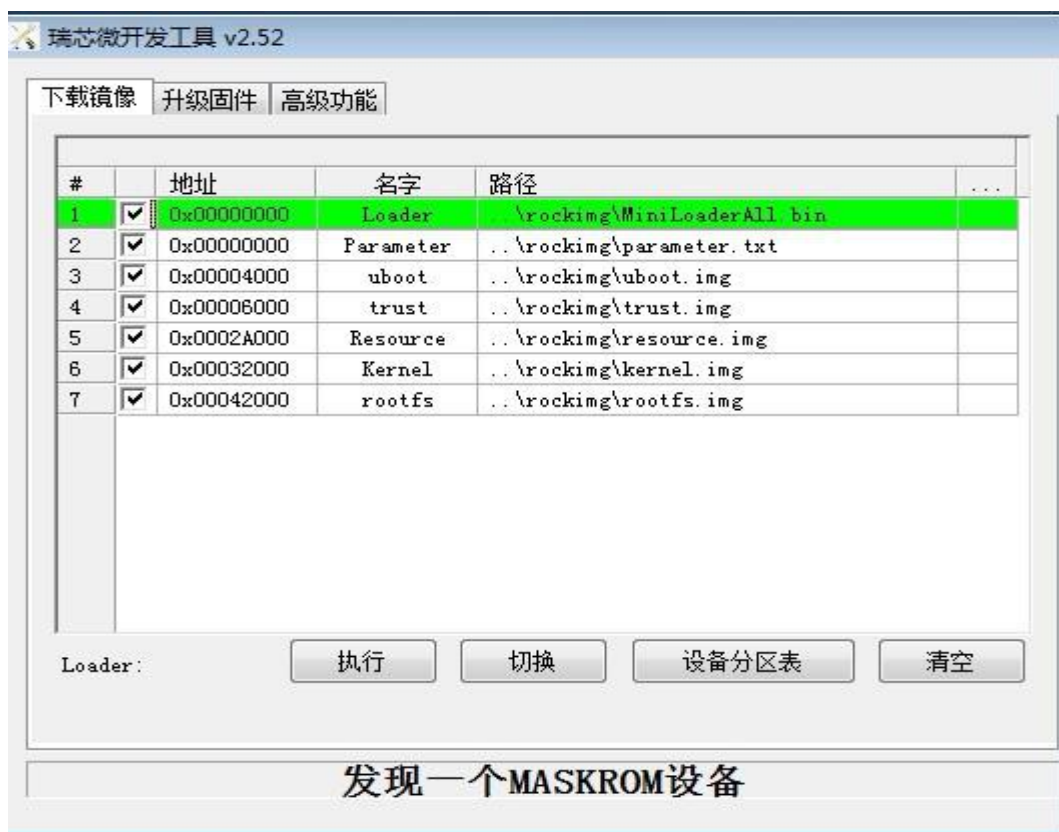 瑞芯微开发工具 v2.52
下载镜像 升级固件 高级功能
# 地址 名字 路径 ...
1 0x00000000 Loader ..\rockimg\MiniLoaderAll.bin
2 0x00000000 Parameter ..\rockimg\parameter.txt
3 0x00004000 uboot ..\rockimg\uboot.img
4 0x00006000 trust ..\rockimg\trust.img
5 0x0002A000 Resource ..\rockimg\resource.img
6 0x00032000 Kernel ..\rockimg\kernel.img
7 0x00042000 rootfs ..\rockimg\rootfs.img
Loader: 执行 切换 设备分区表 清空
发现一个MASKROM设备